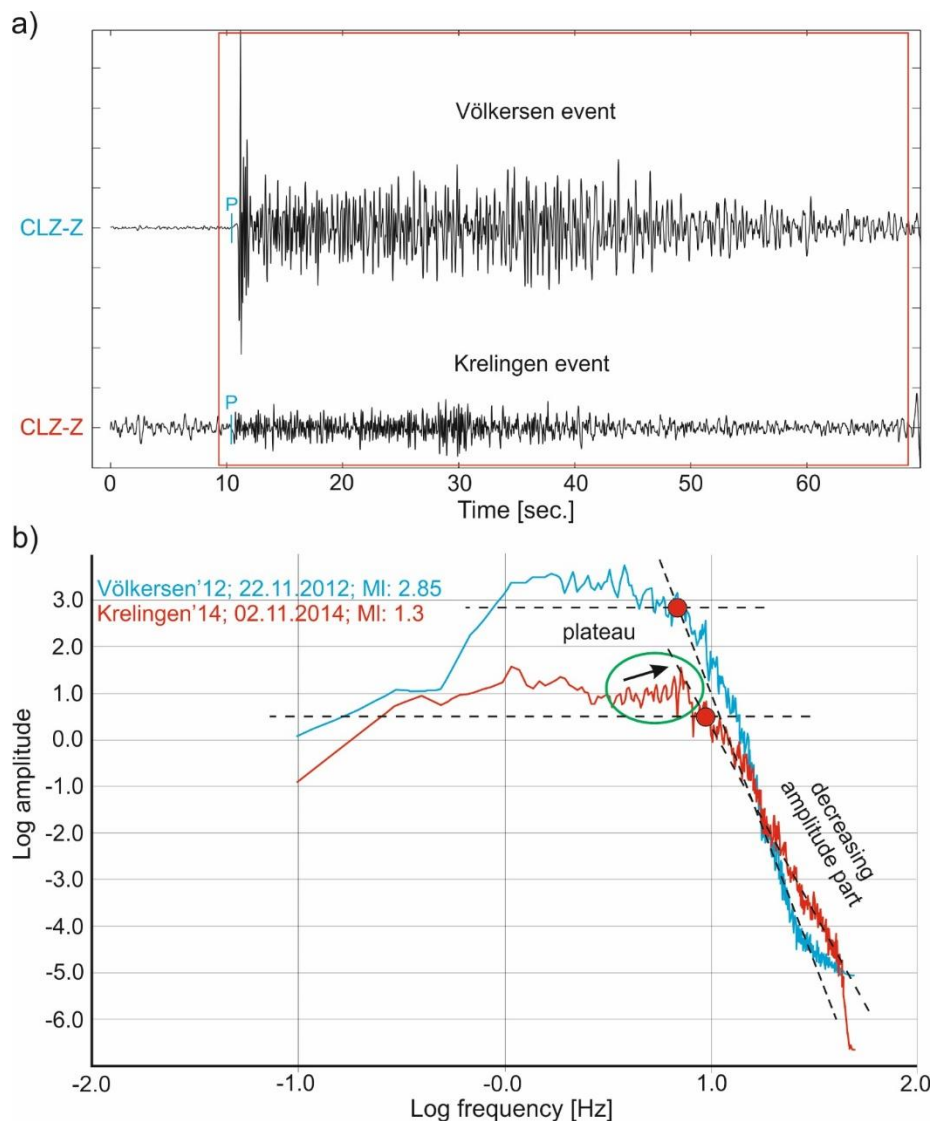 a)
Völkersen event
P
CLZ-Z
Krelingen event
P
CLZ-Z
0 10 20 30 40 50 60
Time [sec.]
b)
Völkersen’12; 22.11.2012; Ml: 2.85
Krelingen’14; 02.11.2014; Ml: 1.3
plateau
decreasing
amplitude part
Log amplitude
3.0
2.0
1.0
0.0
-1.0
-2.0
-3.0
-4.0
-5.0
-6.0
-2.0 -1.0 -0.0 1.0 2.0
Log frequency [Hz]